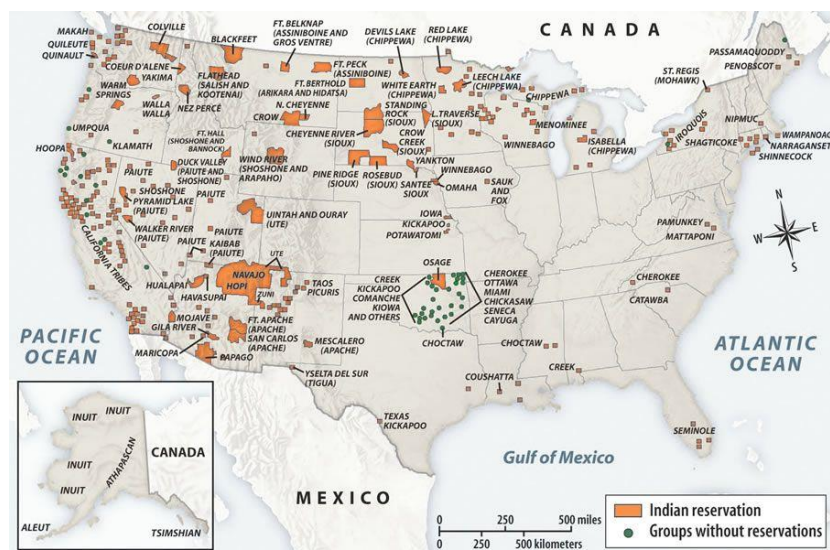 CANADA
MAKAH
QUILEUTE
QUINAULT
COLVILLE
BLACKFEET
FT. BELKNAP
(ASSINIBOINE AND
GROS VENTRE)
DEVILS LAKE
(CHIPPEWA)
RED LAKE
(CHIPPEWA)
COEUR D'ALENE
YAKIMA
FLATHEAD
(SALISH AND
KOOTENAI)
FT. PECK
(ASSINIBOINE)
FT. BERTHOLD
(ARIKARA AND HIDATSA)
WHITE EARTH
(CHIPPEWA)
LEECH LAKE
(CHIPPEWA)
CHIPPEWA
ST. REGIS
(MOHAWK)
PASSAMAQUODDY
PENOBSCOT
WARM
SPRINGS
WALLA
WALLA
NEZ PERCE
N. CHEYENNE
CROW
STANDING
ROCK
(SIOUX)
L. TRAVERSE
(SIOUX)
CHEYENNE RIVER
(SIOUX)
CROW
CREEK
(SIOUX)
MENOMINEE
WINNEBAGO
ISABELLA
(CHIPPEWA)
IROQUOIS
NIPMUC
SHAGTICOKE
WAMPANOAG
NARRAGANSET
SHINNECOCK
UMPQUA
HOOPA
KLAMATH
FT. HALL
(SHOSHONE AND
BANNOCK)
DUCK VALLEY
(PAIUTE AND
SHOSHONE)
WIND RIVER
(SHOSHONE AND
ARAPAHO)
PINE RIDGE
(SIOUX)
ROSEBUD
(SIOUX)
YANKTON
SANTEE
SIOUX
WINNEBAGO
OMAHA
SAUK
AND
FOX
PAIUTE
SHOSHONE
PAIUTE
PYRAMID LAKE
(PAIUTE)
WALKER RIVER
(PAIUTE)
UINTAH AND OURAY
(UTE)
IOWA
KICKAPOO
POTAWATOMI
PAMUNKEY
MATTAPONI
N
W
E
S
CALIFORNIA TRIBES
PAIUTE
PAIUTE
KAIBAB
(PAIUTE)
UTE
NAVAJO
HOPI
ZUNI
HUALAPAI
HAVASUPAI
TAOS
PICURIS
OSAGE
CREEK
KICKAPOO
COMANCHE
KIOWA
AND OTHERS
CHEROKEE
OTTAWA
MIAMI
CHICKASAW
SENECA
CAYUGA
CHOCTAW
CHEROKEE
CATAWBA
PACIFIC
OCEAN
ATLANTIC
OCEAN
MOJAVE
GILA RIVER
MARICOPA
PAPAGO
FT. APACHE
(APACHE)
SAN CARLOS
(APACHE)
MESCALERO
(APACHE)
YSELTA DEL SUR
(TIGUA)
CHOCTAW
CREEK
COUSHATTA
TEXAS
KICKAPOO
SEMINOLE
Gulf of Mexico
MEXICO
INUIT
INUIT
INUIT
INUIT
ATHAPASCAN
CANADA
ALEUT
TSIMSHIAN
0 250 500 miles
0 250 500 kilometers
Indian reservation
Groups without reservations